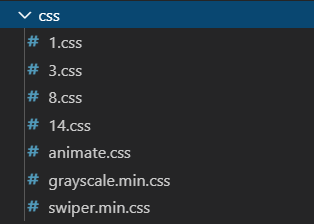 css
# 1.css
# 3.css
# 8.css
# 14.css
# animate.css
# grayscale.min.css
# swiper.min.css